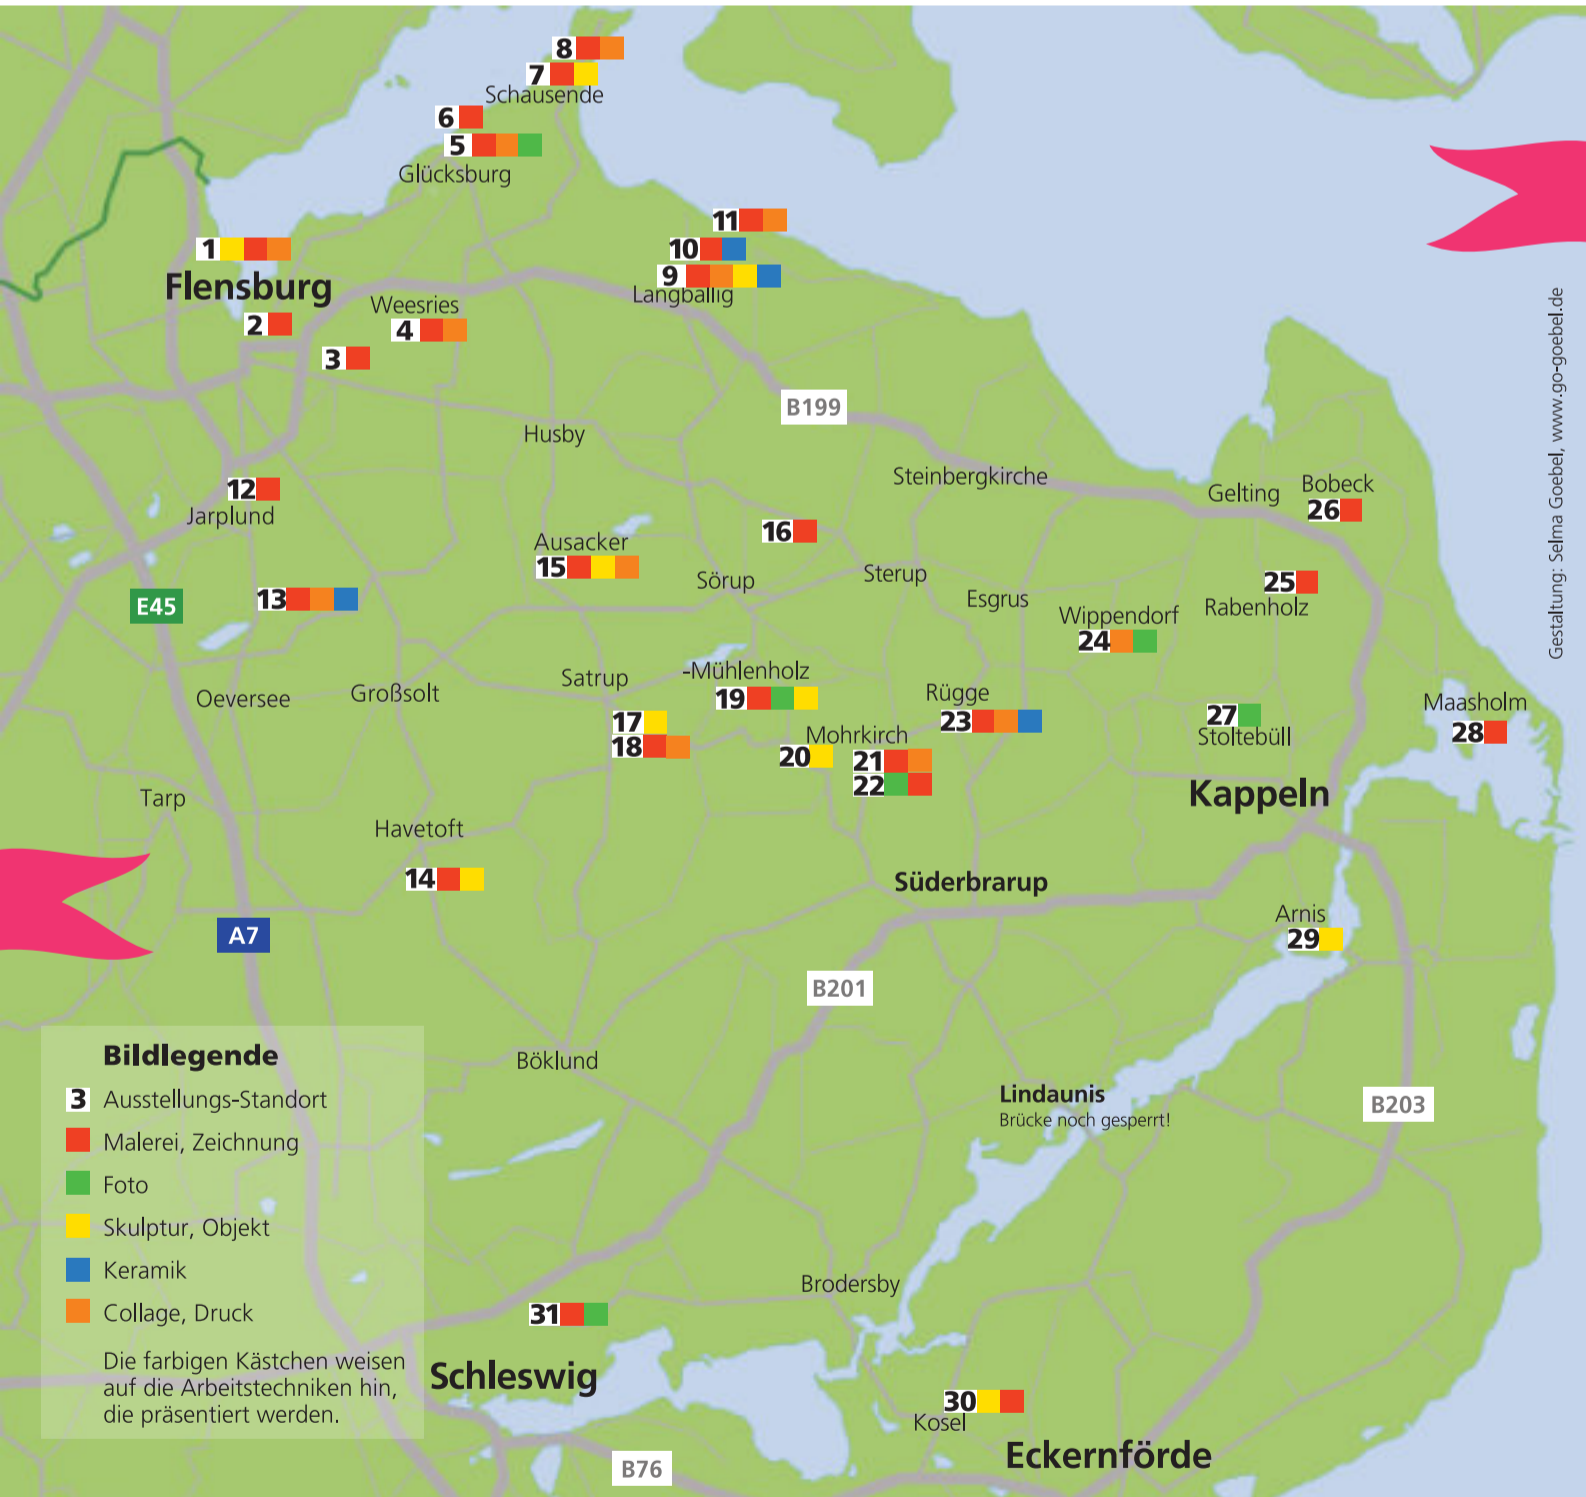 8
7
Schausende
6
5
Glücksburg
11
10
9
Langballig
1
Flensburg
2
Weesries
4
3
B199
Husby
Steinbergkirche
Gelting
Bobeck
26
12
Jarplund
16
Ausacker
15
Sörup
Sterup
25
Rabenholz
E45
13
Esgrus
Wippendorf
24
Oeversee
Großsolt
Satrup
-Mühlenholz
19
Rügge
23
17
18
Mohrkirch
20
21
22
27
Stoltebüll
Maasholm
28
Kappeln
Tarp
Havetoft
14
Süderbrarup
Arnis
29
A7
B201
Böklund
Lindaunis
Brücke noch gesperrt!
B203
Brodersby
31
Schleswig
30
Kosel
Eckernförde
B76
Bildlegende
3 Ausstellungs-Standort
Malerei, Zeichnung
Foto
Skulptur, Objekt
Keramik
Collage, Druck
Die farbigen Kästchen weisen
auf die Arbeitstechniken hin,
die präsentiert werden.
Gestaltung: Selma Goebel, www.go-goebel.de